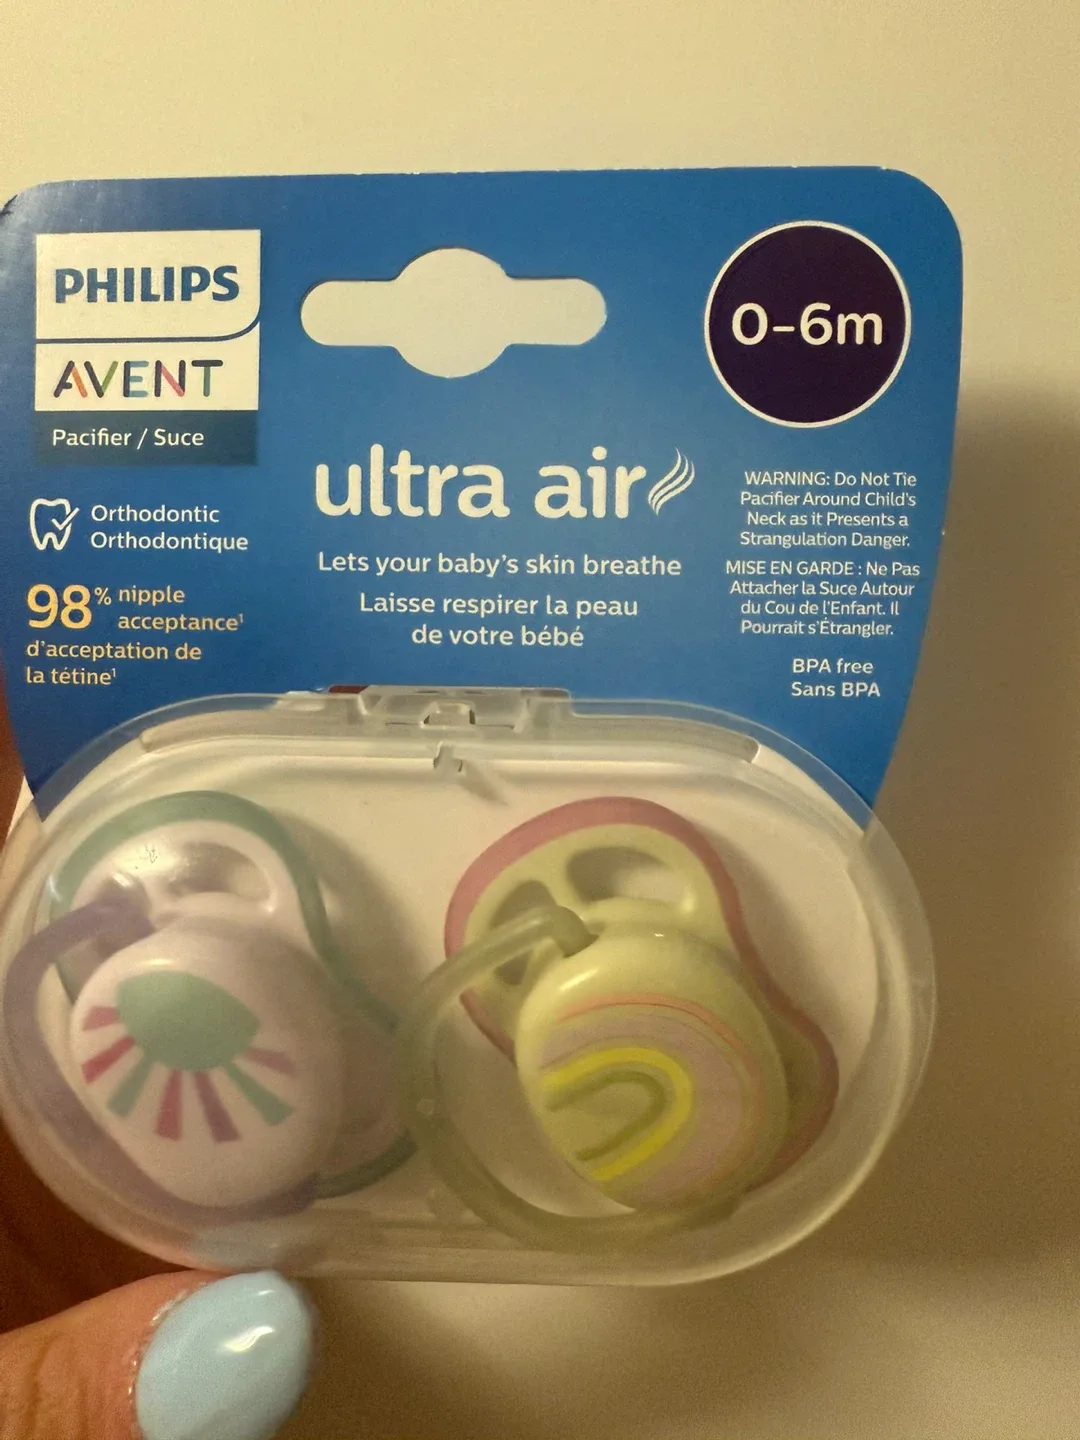 PHILIPS
AVENT
Pacifier / Suce
Orthodontic
Orthodontique
98% nipple
acceptance¹
d'acceptation de
la tétine¹
ultra air
Lets your baby's skin breathe
Laisse respirer la peau
de votre bébé
0-6m
WARNING: Do Not Tie
Pacifier Around Child's
Neck as it Presents a
Strangulation Danger.
MISE EN GARDE : Ne Pas
Attacher la Suce Autour
du Cou de l'Enfant. Il
Pourrait s'Étrangler.
BPA free
Sans BPA